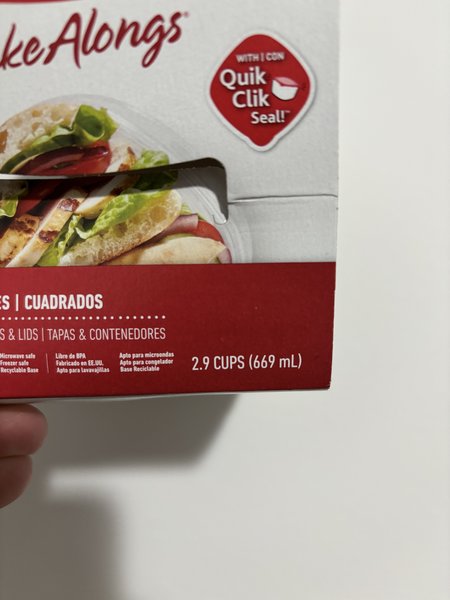 keAlongs®
WITH | CON
Quik
Clik
Seal!™
ES | CUADRADOS
S & LIDS | TAPAS & CONTENEDORES
Microwave safe
Freezer safe
Recyclable Base
Libre de BPA
Fabricado en EE.UU.
Apto para lavavajillas
Apto para microondas
Apto para congelador
Base Reciclable
2.9 CUPS (669 mL)